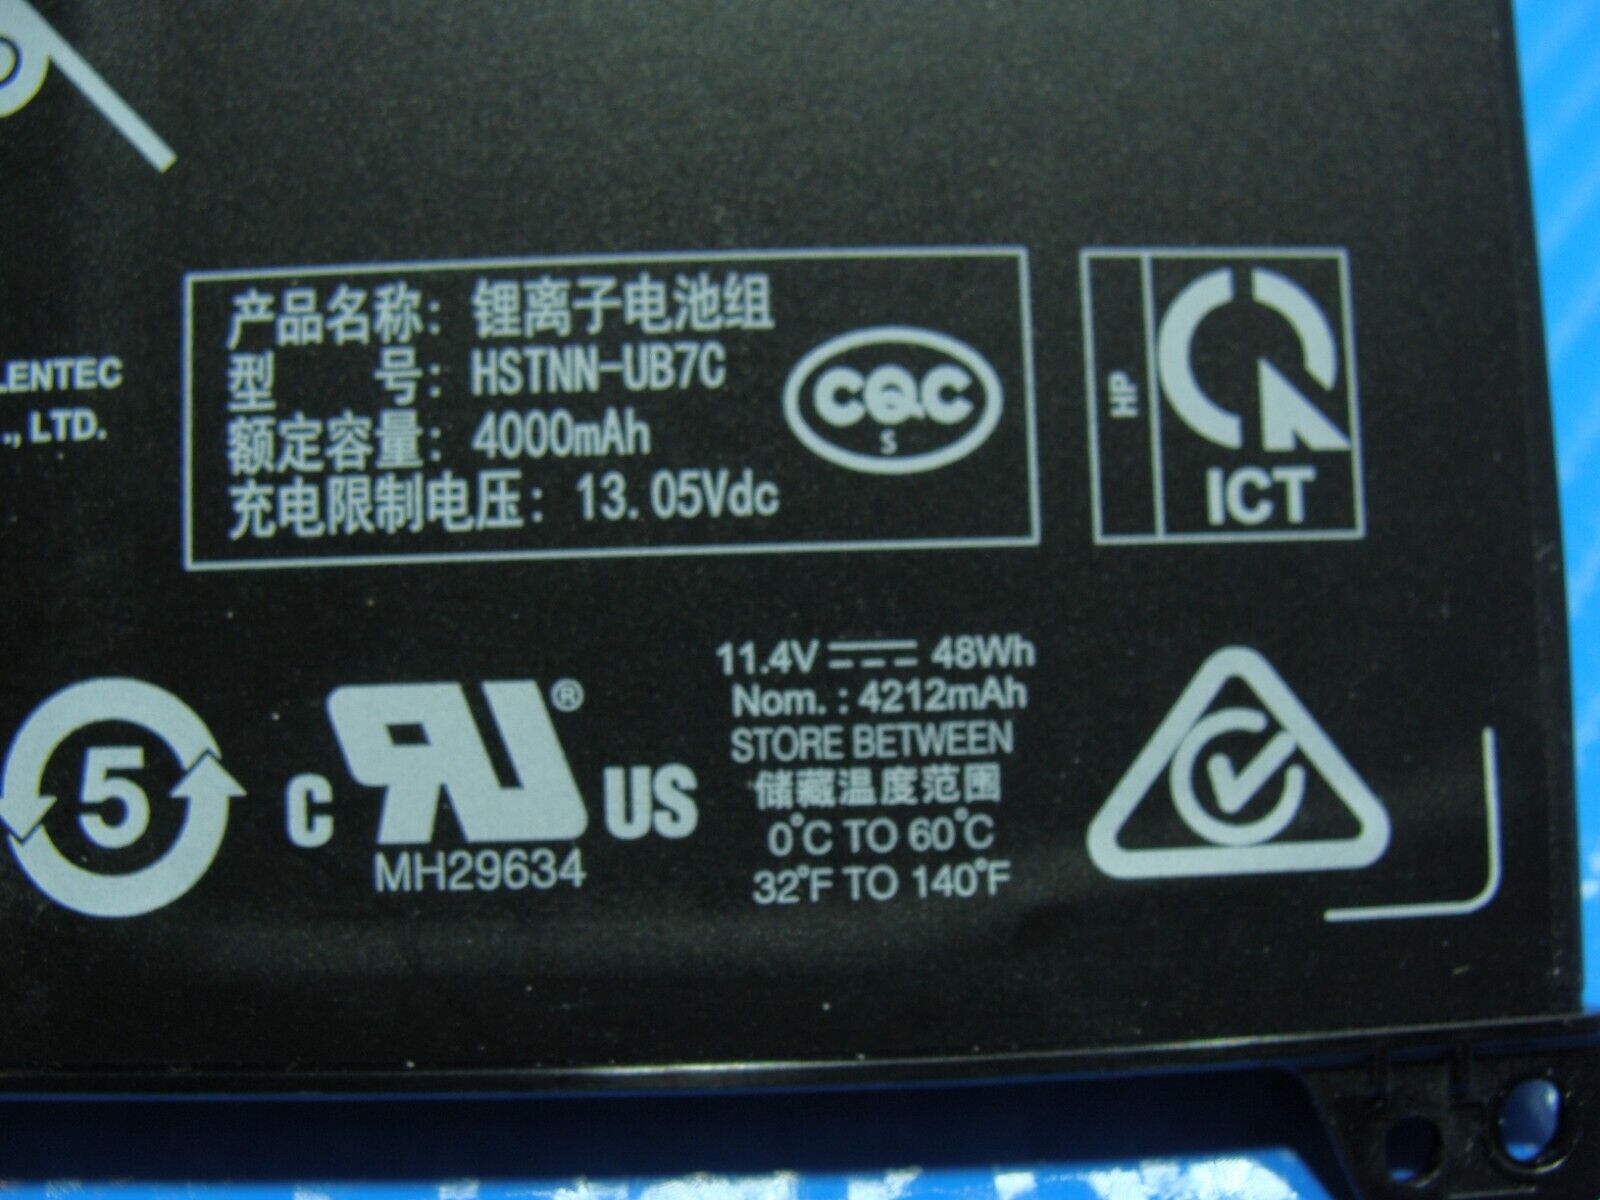 产品名称: 锂离子电池组
型 号: HSTNN-UB7C
额定容量: 4000mAh
充电限制电压: 13.05Vdc
CQC
S
HP
ICT
LENTEC
., LTD.
5
c RU ® US
MH29634
11.4V 48Wh
Nom. : 4212mAh
STORE BETWEEN
储藏温度范围
0°C TO 60°C
32°F TO 140°F